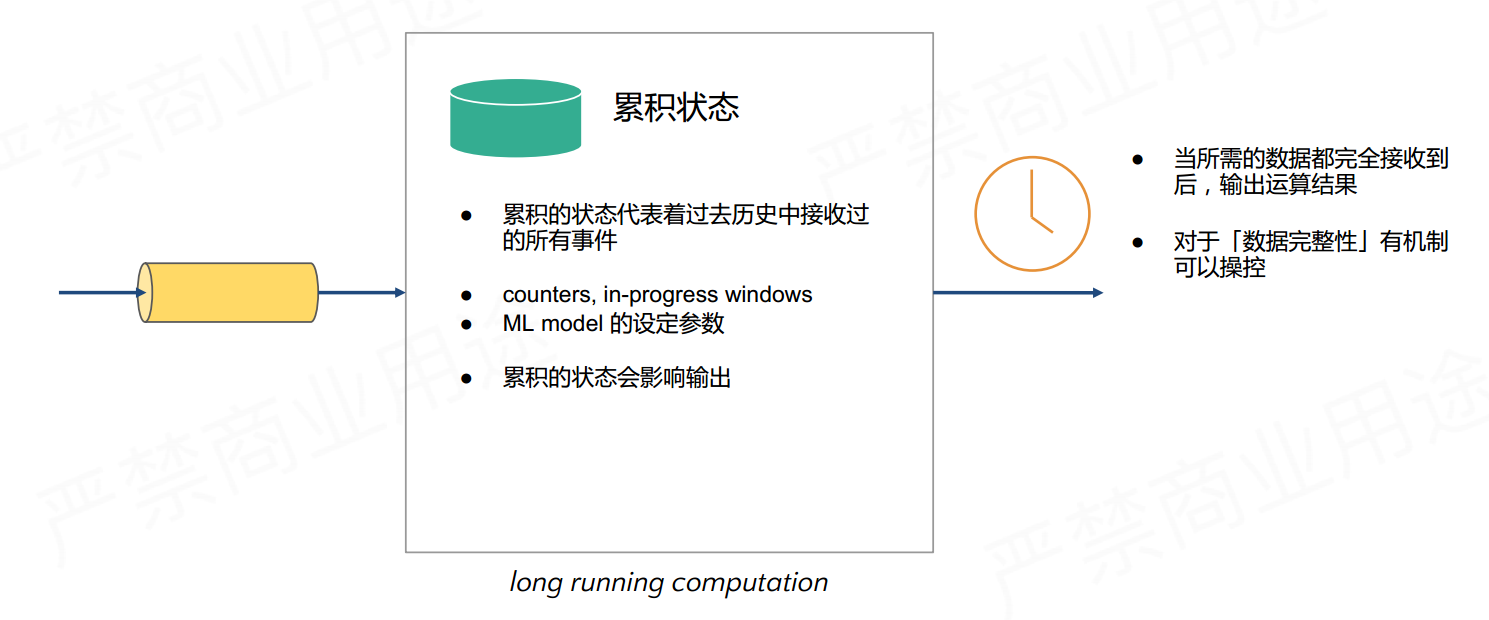 累积状态
● 累积的状态代表着过去历史中接收过
的所有事件
● counters, in-progress windows
● ML model 的设定参数
● 累积的状态会影响输出
long running computation
● 当所需的数据都完全接收到
后，输出运算结果
● 对于「数据完整性」有机制
可以操控
严禁商业用途
严禁商业用途
严禁商业用途
严禁商业用途